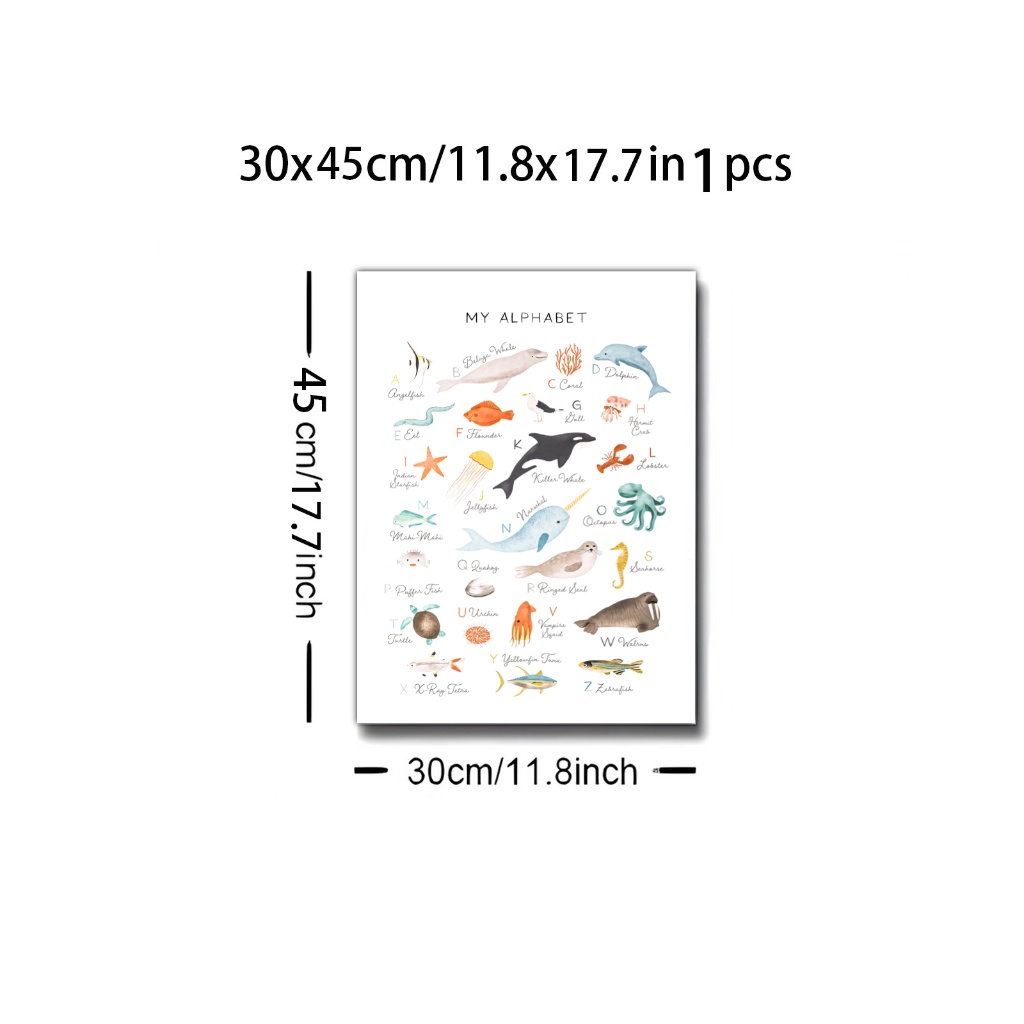 30x45cm/11.8x17.7in 1 pcs
MY ALPHABET
A Angelfish
B Beluga Whale
C Coral
D Dolphin
E Eel
F Flounder
G Gull
H Hermit
Crab
I Indian
Starfish
J
Jellyfish
K
Killer Whale
L
Lobster
M
Mahi Mahi
N Narwhal
O
Octopus
P Puffer Fish
Q Quahog
R Ringed Seal
S
Seahorse
T
Turtle
U Urchin
V
Vampire
Squid
W Walrus
X X-Ray Tetra
Y Yellowfin Tuna
Z Zebrafish
45 cm/17.7inch
30cm/11.8inch